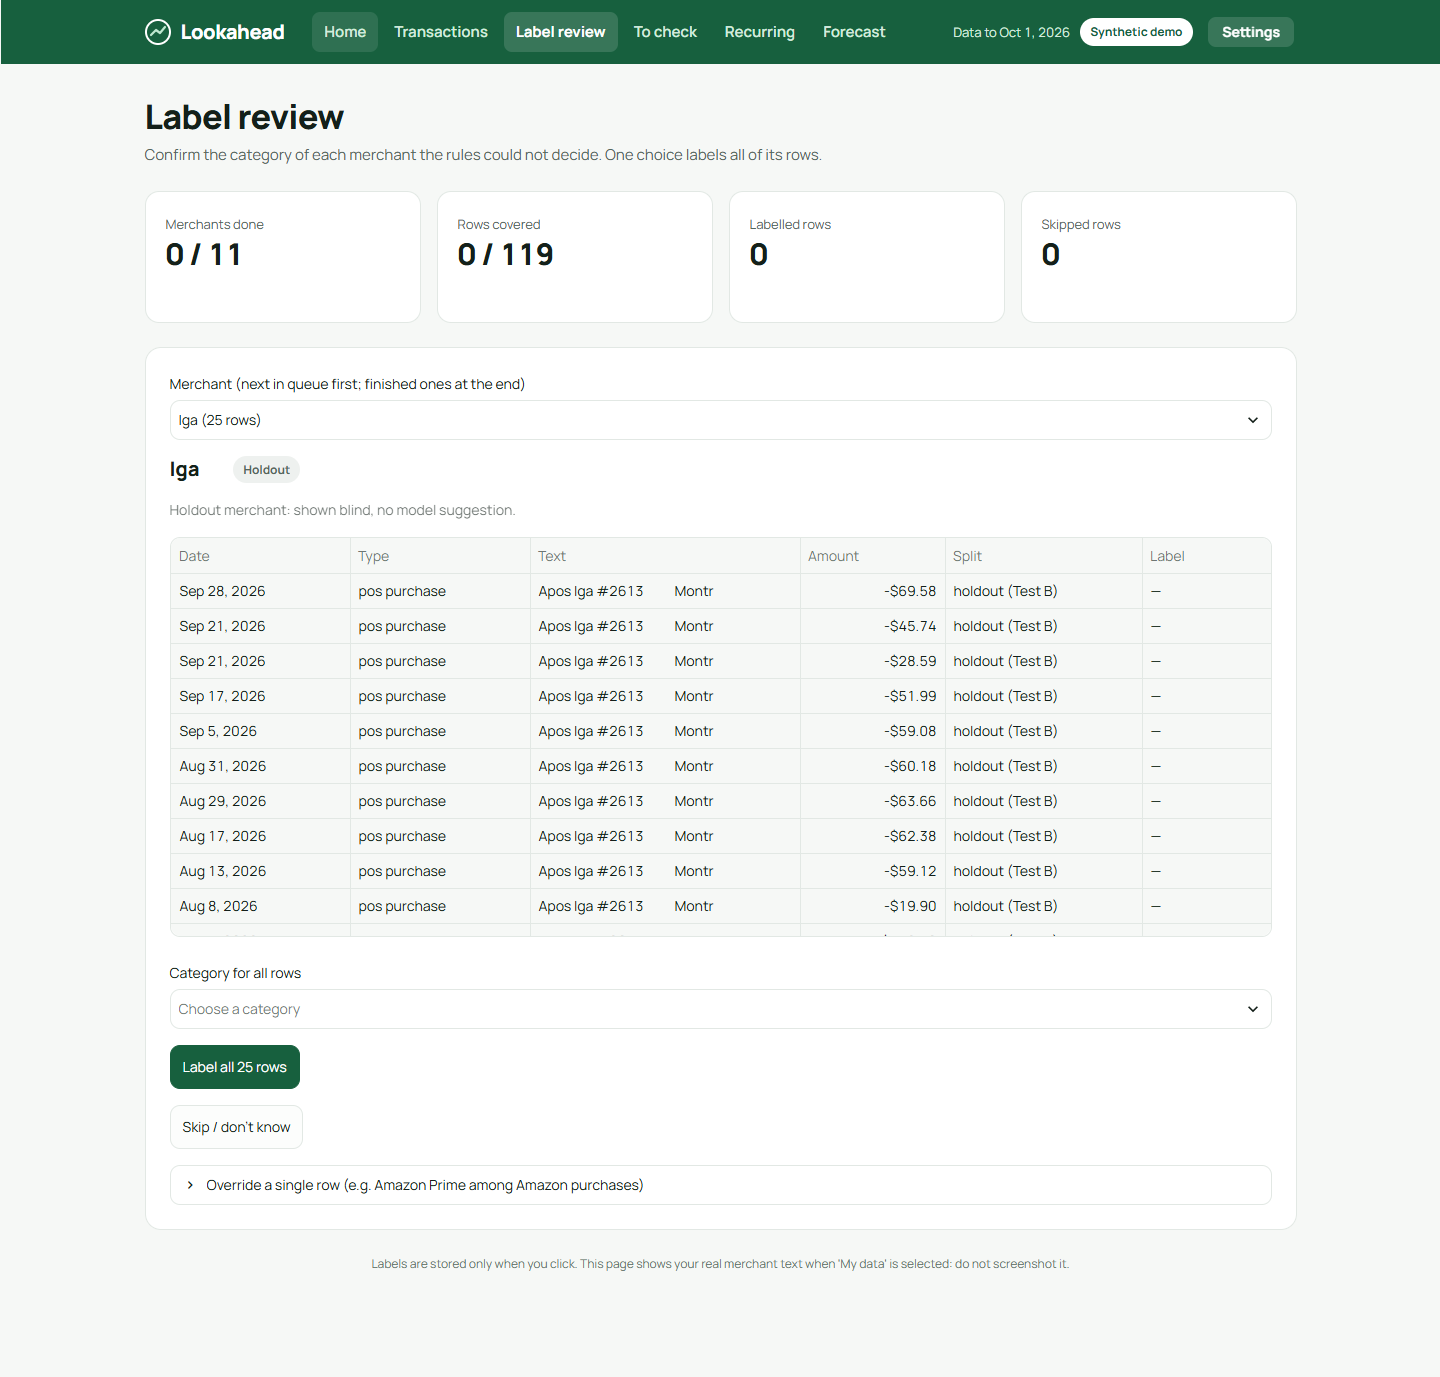 Lookahead Home Transactions Label review To check Recurring Forecast Data to Oct 1, 2026 Synthetic demo Settings
Label review
Confirm the category of each merchant the rules could not decide. One choice labels all of its rows.
Merchants done Rows covered Labelled rows Skipped rows
0 / 11 0 / 119 0 0
Merchant (next in queue first; finished ones at the end)
Iga (25 rows)
Iga Holdout
Holdout merchant: shown blind, no model suggestion.
Date Type Text Amount Split Label
Sep 28, 2026 pos purchase Apos Iga #2613 Montr -$69.58 holdout (Test B) —
Sep 21, 2026 pos purchase Apos Iga #2613 Montr -$45.74 holdout (Test B) —
Sep 21, 2026 pos purchase Apos Iga #2613 Montr -$28.59 holdout (Test B) —
Sep 17, 2026 pos purchase Apos Iga #2613 Montr -$51.99 holdout (Test B) —
Sep 5, 2026 pos purchase Apos Iga #2613 Montr -$59.08 holdout (Test B) —
Aug 31, 2026 pos purchase Apos Iga #2613 Montr -$60.18 holdout (Test B) —
Aug 29, 2026 pos purchase Apos Iga #2613 Montr -$63.66 holdout (Test B) —
Aug 17, 2026 pos purchase Apos Iga #2613 Montr -$62.38 holdout (Test B) —
Aug 13, 2026 pos purchase Apos Iga #2613 Montr -$59.12 holdout (Test B) —
Aug 8, 2026 pos purchase Apos Iga #2613 Montr -$19.90 holdout (Test B) —
Category for all rows
Choose a category
Label all 25 rows
Skip / don't know
Override a single row (e.g. Amazon Prime among Amazon purchases)
Labels are stored only when you click. This page shows your real merchant text when 'My data' is selected: do not screenshot it.